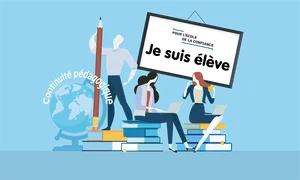 POUR L'ÉCOLE
DE LA CONFIANCE
Je suis élève
Continuité pédagogique